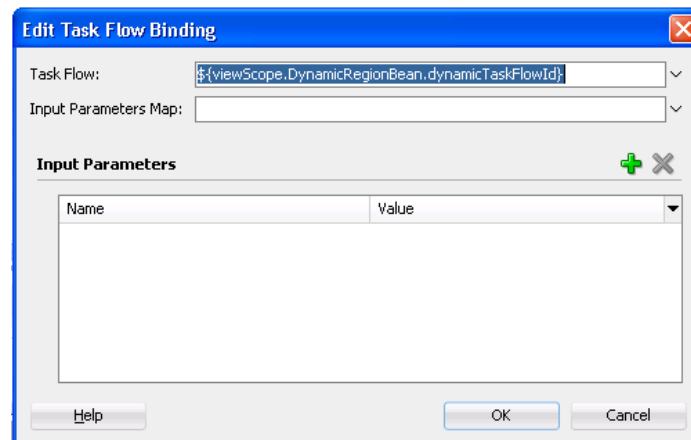 Edit Task Flow Binding
Task Flow: ${viewScope.DynamicRegionBean.dynamicTaskFlowId}
Input Parameters Map:
Input Parameters
Name Value
Help OK Cancel